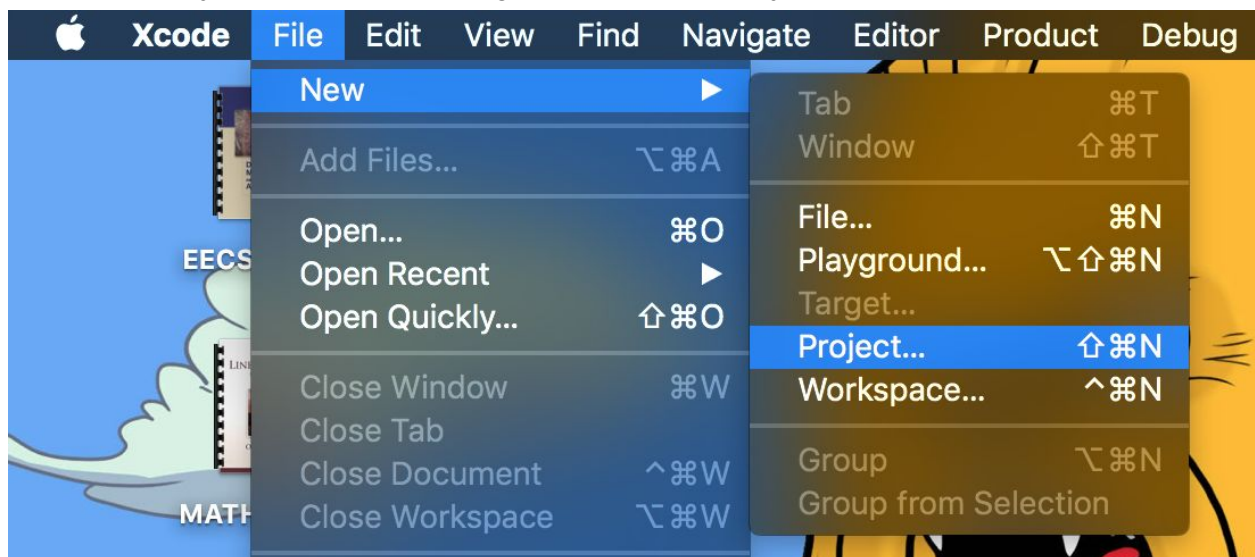 Xcode File Edit View Find Navigate Editor Product Debug
New ▶
Add Files... ⌥⌘A
Open... ⌘O
Open Recent ▶
Open Quickly... ⇧⌘O
Close Window ⌘W
Close Tab
Close Document ^⌘W
Close Workspace ⌥⌘W
Tab ⌘T
Window ⇧⌘T
File... ⌘N
Playground... ⌥⇧⌘N
Target...
Project... ⇧⌘N
Workspace... ^⌘N
Group ⌥⌘N
Group from Selection
EECS
LIN
MATH